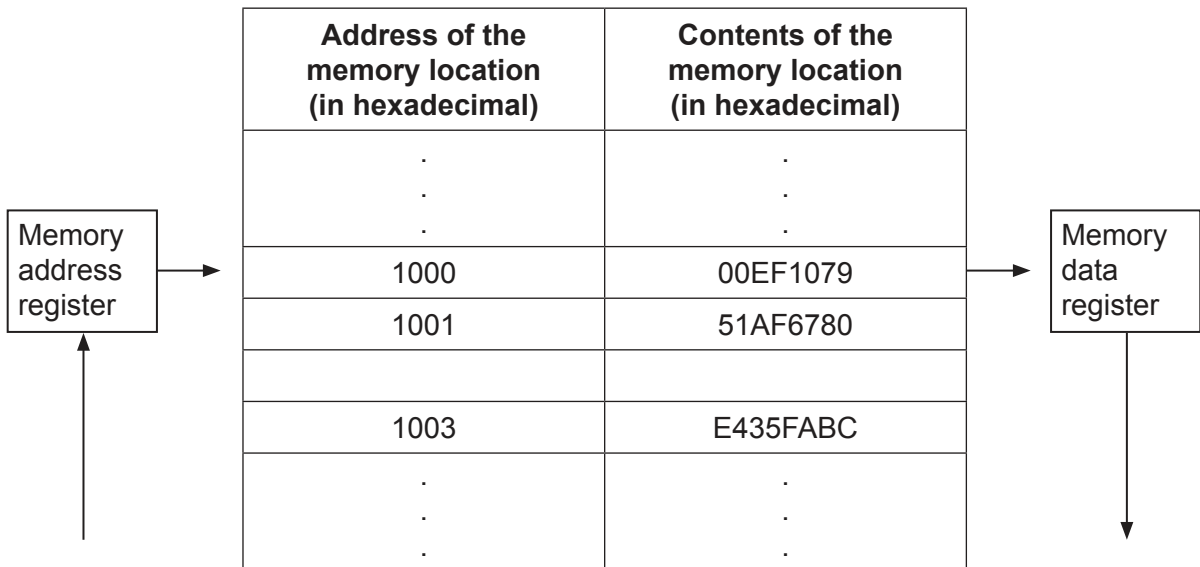 Address of the
memory location
(in hexadecimal)
Contents of the
memory location
(in hexadecimal)
. .
. .
. .
Memory
address
register
1000 00EF1079
1001 51AF6780
1003 E435FABC
. .
. .
. .
Memory
data
register